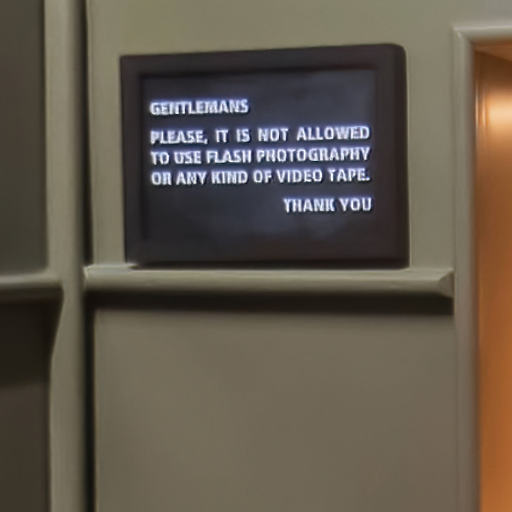 GENTLEMANS
PLEASE, IT IS NOT ALLOWED
TO USE FLASH PHOTOGRAPHY
OR ANY KIND OF VIDEO TAPE.
THANK YOU